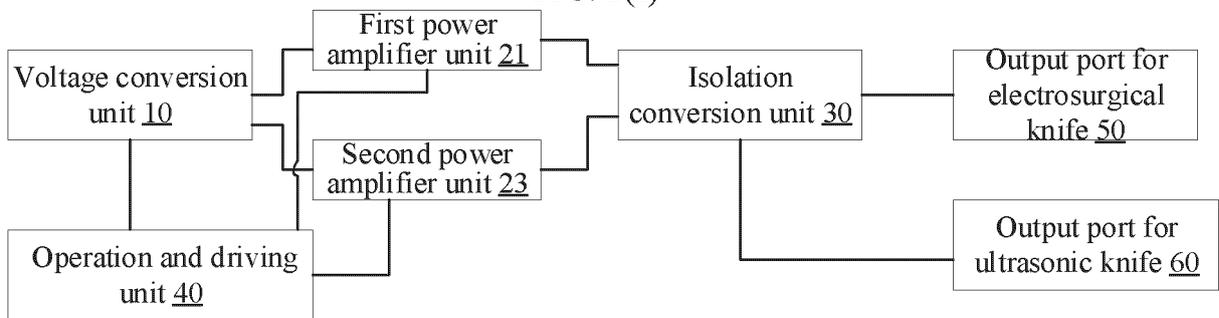 First power
amplifier unit 21
Voltage conversion
unit 10
Isolation
conversion unit 30
Output port for
electrosurgical
knife 50
Second power
amplifier unit 23
Operation and driving
unit 40
Output port for
ultrasonic knife 60